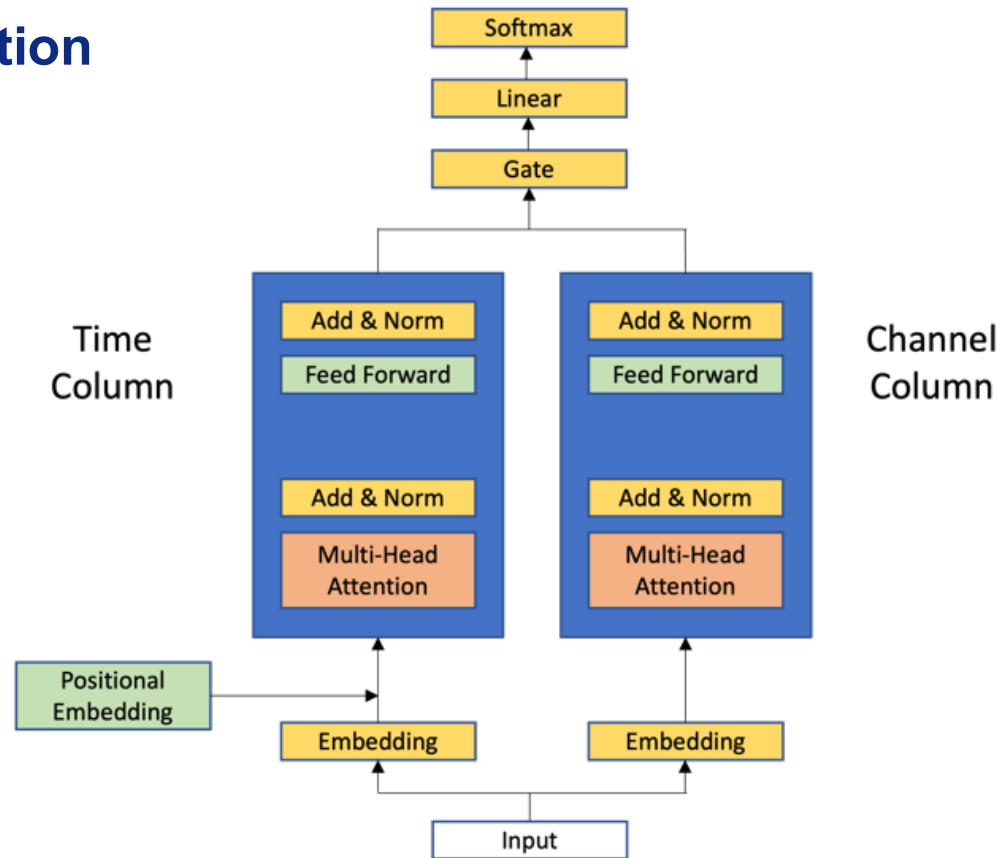 tion
Softmax
Linear
Gate
Time
Column
Add & Norm
Feed Forward
Add & Norm
Multi-Head
Attention
Add & Norm
Feed Forward
Add & Norm
Multi-Head
Attention
Channel
Column
Positional
Embedding
Embedding
Embedding
Input